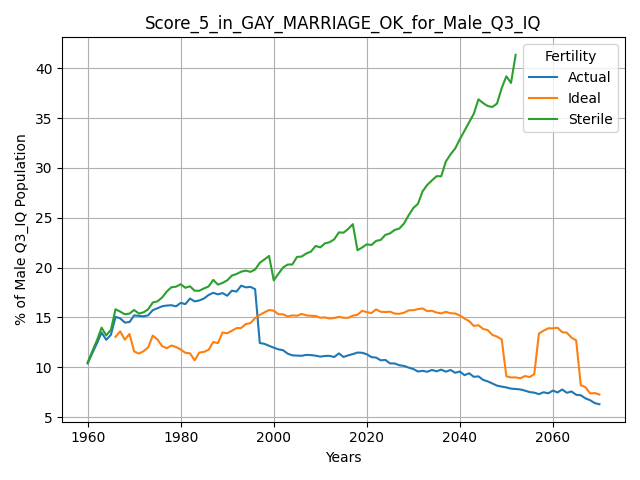 Score_5_in_GAY_MARRIAGE_OK_for_Male_Q3_IQ
Fertility
Actual
Ideal
Sterile
% of Male Q3_IQ Population
40
35
30
25
20
15
10
5
1960
1980
2000
2020
2040
2060
Years